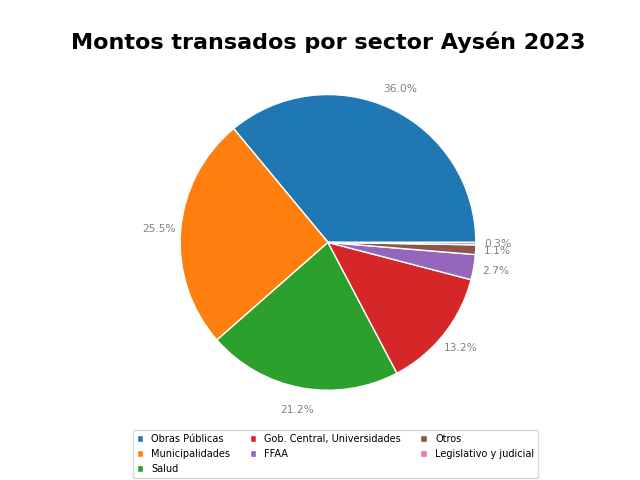 Montos transados por sector Aysén 2023
36.0%
25.5%
0.3%
1.1%
2.7%
13.2%
21.2%
Obras Públicas
Municipalidades
Salud
Gob. Central, Universidades
FFAA
Otros
Legislativo y judicial